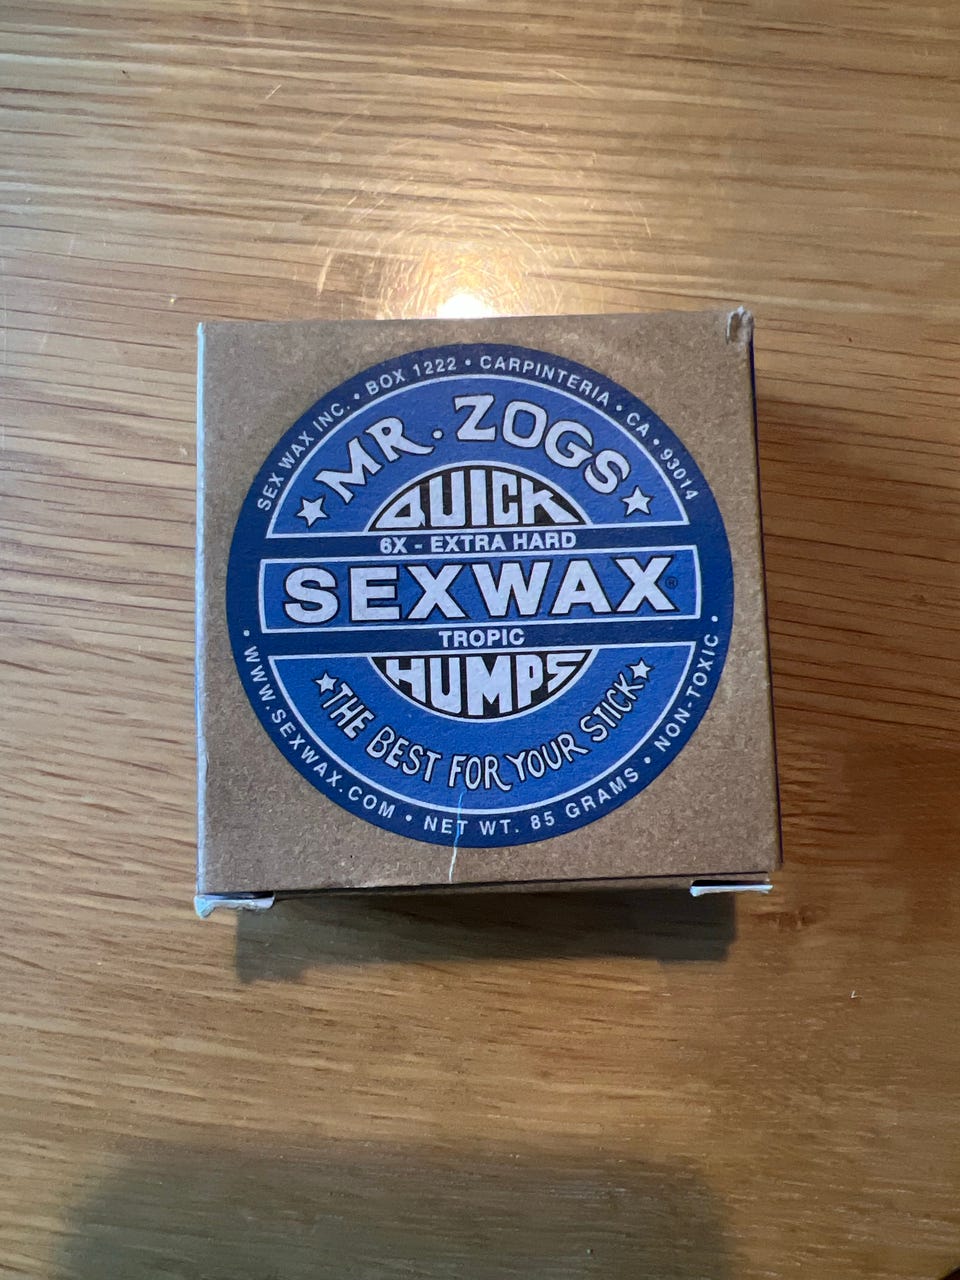 SEX WAX INC. • BOX 1222 • CARPINTERIA • CA • 93014
MR. ZOGS
QUICK
6X - EXTRA HARD
SEXWAX®
TROPIC
HUMPS
THE BEST FOR YOUR STICK
• WWW.SEXWAX.COM • NET WT. 85 GRAMS • NON-TOXIC •